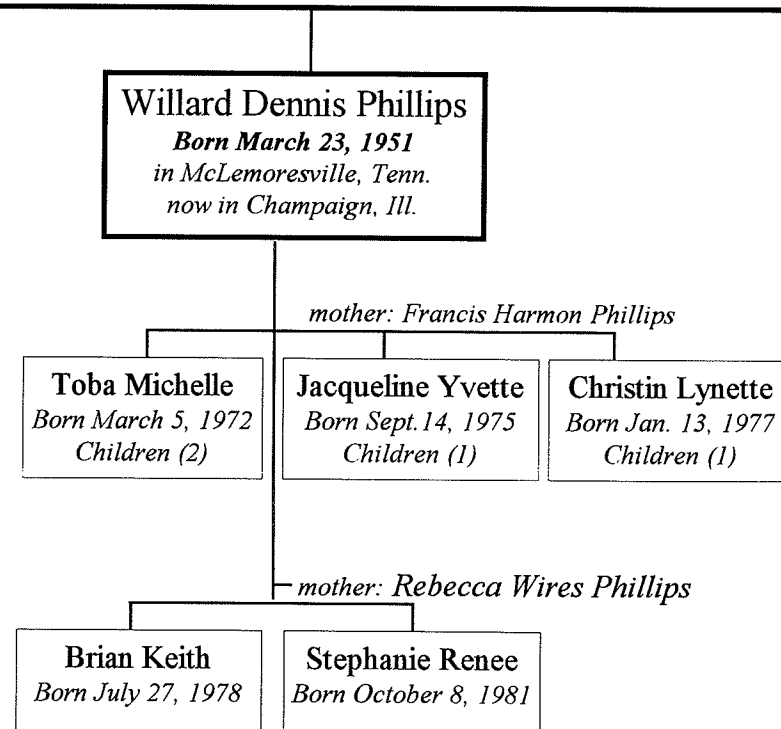 Willard Dennis Phillips
Born March 23, 1951
in McLemoresville, Tenn.
now in Champaign, Ill.
mother: Francis Harmon Phillips
Toba Michelle
Born March 5, 1972
Children (2)
Jacqueline Yvette
Born Sept. 14, 1975
Children (1)
Christin Lynette
Born Jan. 13, 1977
Children (1)
mother: Rebecca Wires Phillips
Brian Keith
Born July 27, 1978
Stephanie Renee
Born October 8, 1981